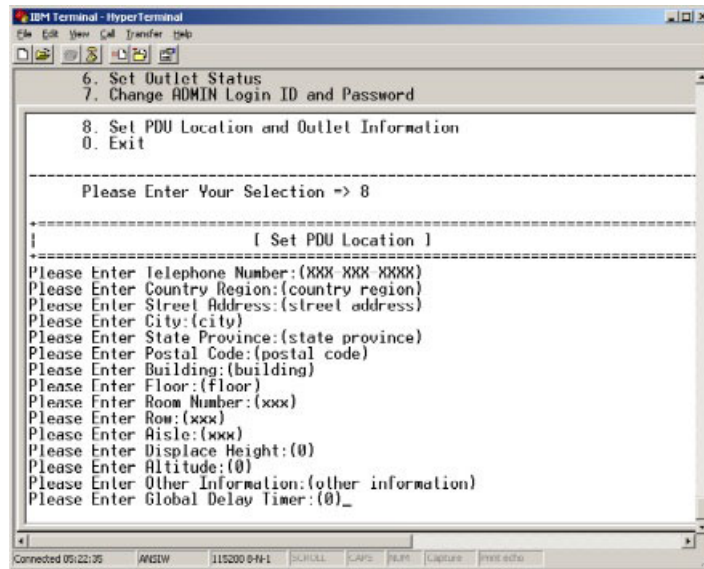 IBM Terminal - HyperTerminal
File Edit View Call Transfer Help
6. Set Outlet Status
7. Change ADMIN Login ID and Password
8. Set PDU Location and Outlet Information
0. Exit
--------------------------------------------------------------------------------
Please Enter Your Selection => 8
+===============================================================================
| [ Set PDU Location ]
+===============================================================================
Please Enter Telephone Number:(XXX-XXX-XXXX)
Please Enter Country Region:(country region)
Please Enter Street Address:(street address)
Please Enter City:(city)
Please Enter State Province:(state province)
Please Enter Postal Code:(postal code)
Please Enter Building:(building)
Please Enter Floor:(floor)
Please Enter Room Number:(xxx)
Please Enter Row:(xxx)
Please Enter Aisle:(xxx)
Please Enter Displace Height:(0)
Please Enter Altitude:(0)
Please Enter Other Information:(other information)
Please Enter Global Delay Timer:(0)_
Connected 05:22:35 ANSIW 115200 8-N-1 SCROLL CAPS NUM Capture Print echo